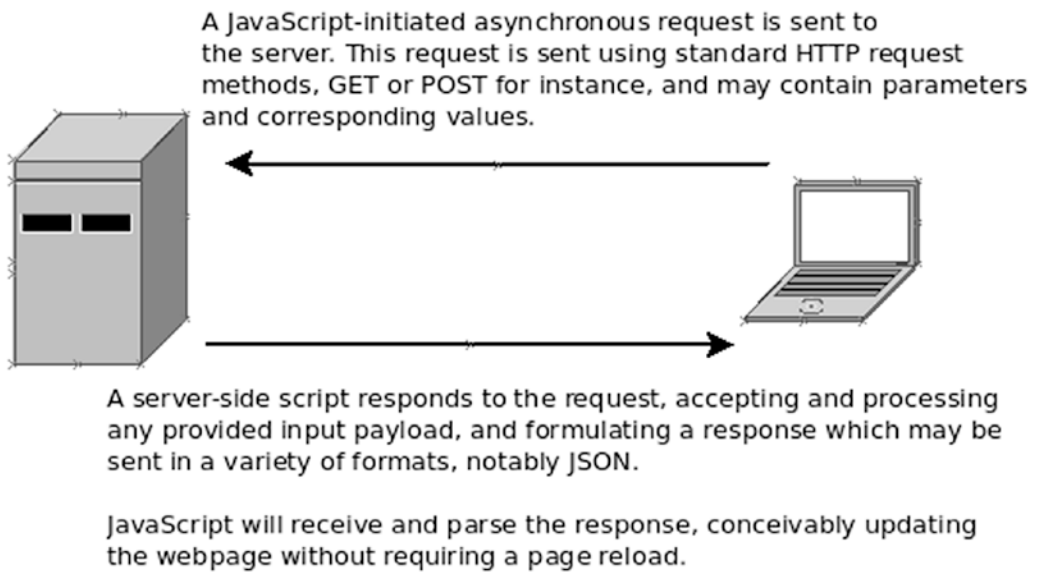 A JavaScript-initiated asynchronous request is sent to
the server. This request is sent using standard HTTP request
methods, GET or POST for instance, and may contain parameters
and corresponding values.
A server-side script responds to the request, accepting and processing
any provided input payload, and formulating a response which may be
sent in a variety of formats, notably JSON.
JavaScript will receive and parse the response, conceivably updating
the webpage without requiring a page reload.